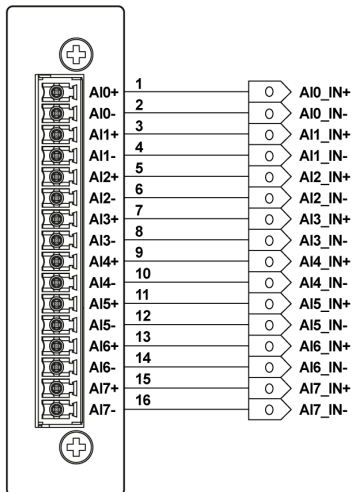 AI0+ 1 O AI0_IN+
AI0- 2 O AI0_IN-
AI1+ 3 O AI1_IN+
AI1- 4 O AI1_IN-
AI2+ 5 O AI2_IN+
AI2- 6 O AI2_IN-
AI3+ 7 O AI3_IN+
AI3- 8 O AI3_IN-
AI4+ 9 O AI4_IN+
AI4- 10 O AI4_IN-
AI5+ 11 O AI5_IN+
AI5- 12 O AI5_IN-
AI6+ 13 O AI6_IN+
AI6- 14 O AI6_IN-
AI7+ 15 O AI7_IN+
AI7- 16 O AI7_IN-